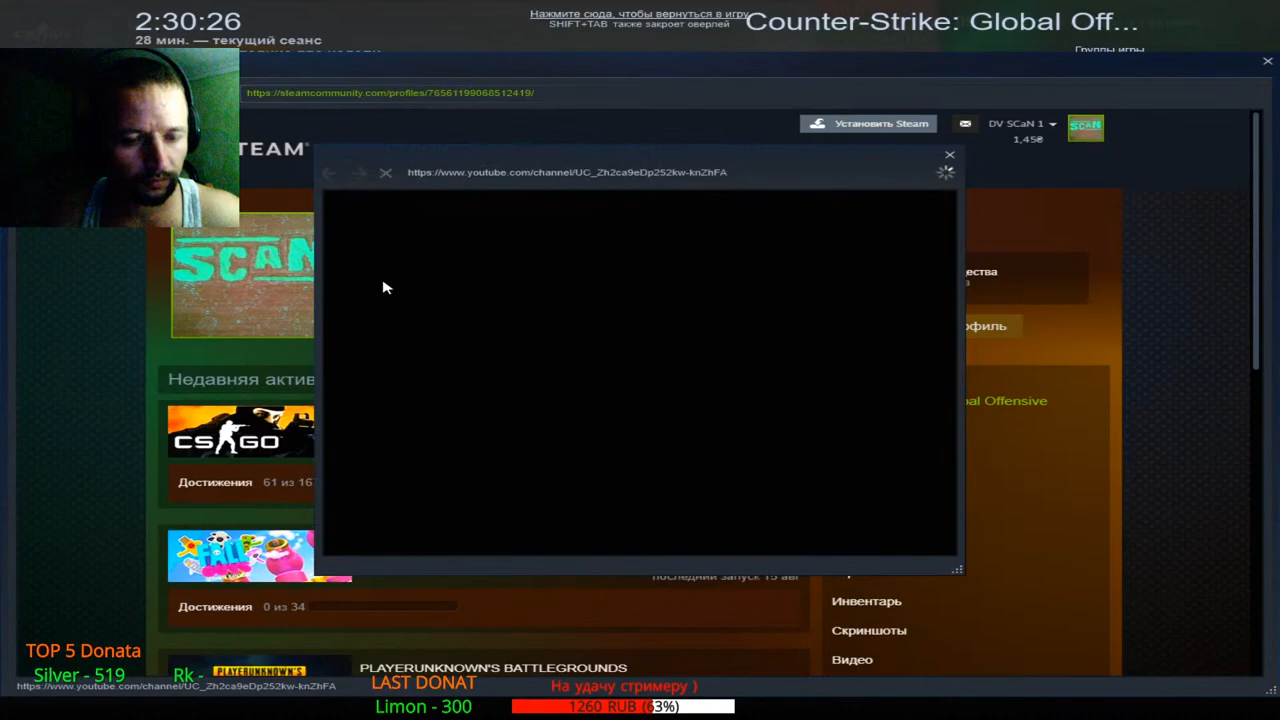 2:30:26
28 мин. — текущий сеанс
Нажмите сюда, чтобы вернуться в игру
SHIFT+TAB также закроет оверлей
Counter-Strike: Global Off...
Группы игры
https://steamcommunity.com/profiles/76561199068512419/
Установить Steam
DV SCaN 1
1,45₴
SCAN
TEAM
https://www.youtube.com/channel/UC_Zh2ca9eDp252kw-knZhFA
SCAN
щества
офиль
Недавняя актив
bal Offensive
CS GO
Достижения 61 из 167
FALL
последний запуск 15 авг
Достижения 0 из 34
Инвентарь
Скриншоты
Видео
PLAYERUNKNOWN'S
PLAYERUNKNOWN'S BATTLEGROUNDS
TOP 5 Donata
Silver - 519
Rk -
LAST DONAT
Limon - 300
На удачу стримеру )
1260 RUB (63%)
https://www.youtube.com/channel/UC_Zh2ca9eDp252kw-knZhFA